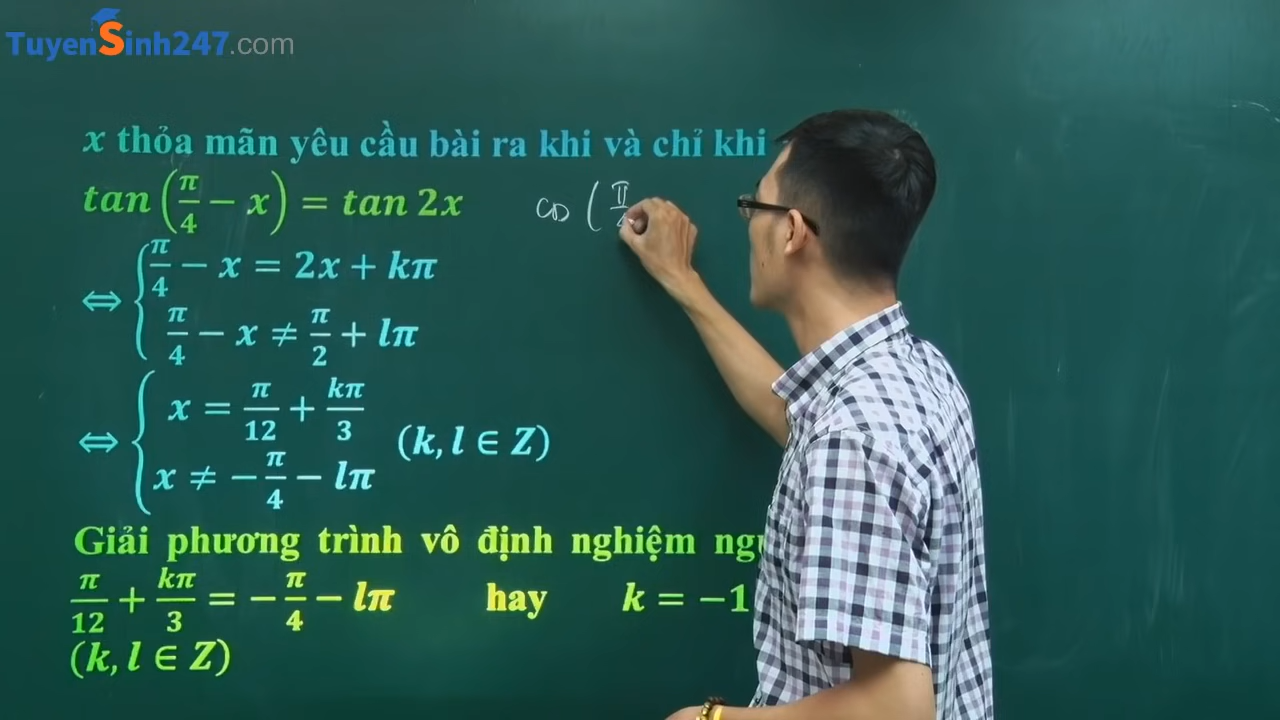 TuyenSinh247.com
x thỏa mãn yêu cầu bài ra khi và chỉ khi
tan(π/4 − x) = tan 2x
⇔ { π/4 − x = 2x + kπ
π/4 − x ≠ π/2 + lπ
⇔ { x = π/12 + kπ/3
x ≠ −π/4 − lπ (k, l ∈ Z)
Giải phương trình vô định nghiệm
π/12 + kπ/3 = −π/4 − lπ hay k = −1
(k, l ∈ Z)